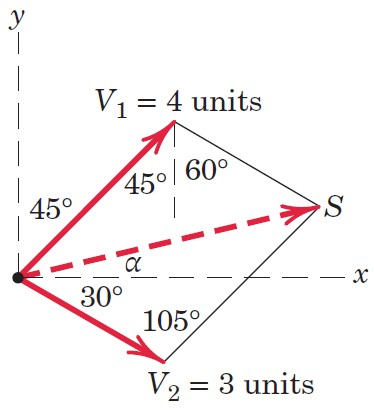 y
V₁ = 4 units
45° 60°
45°
S
α
x
30°
105°
V₂ = 3 units